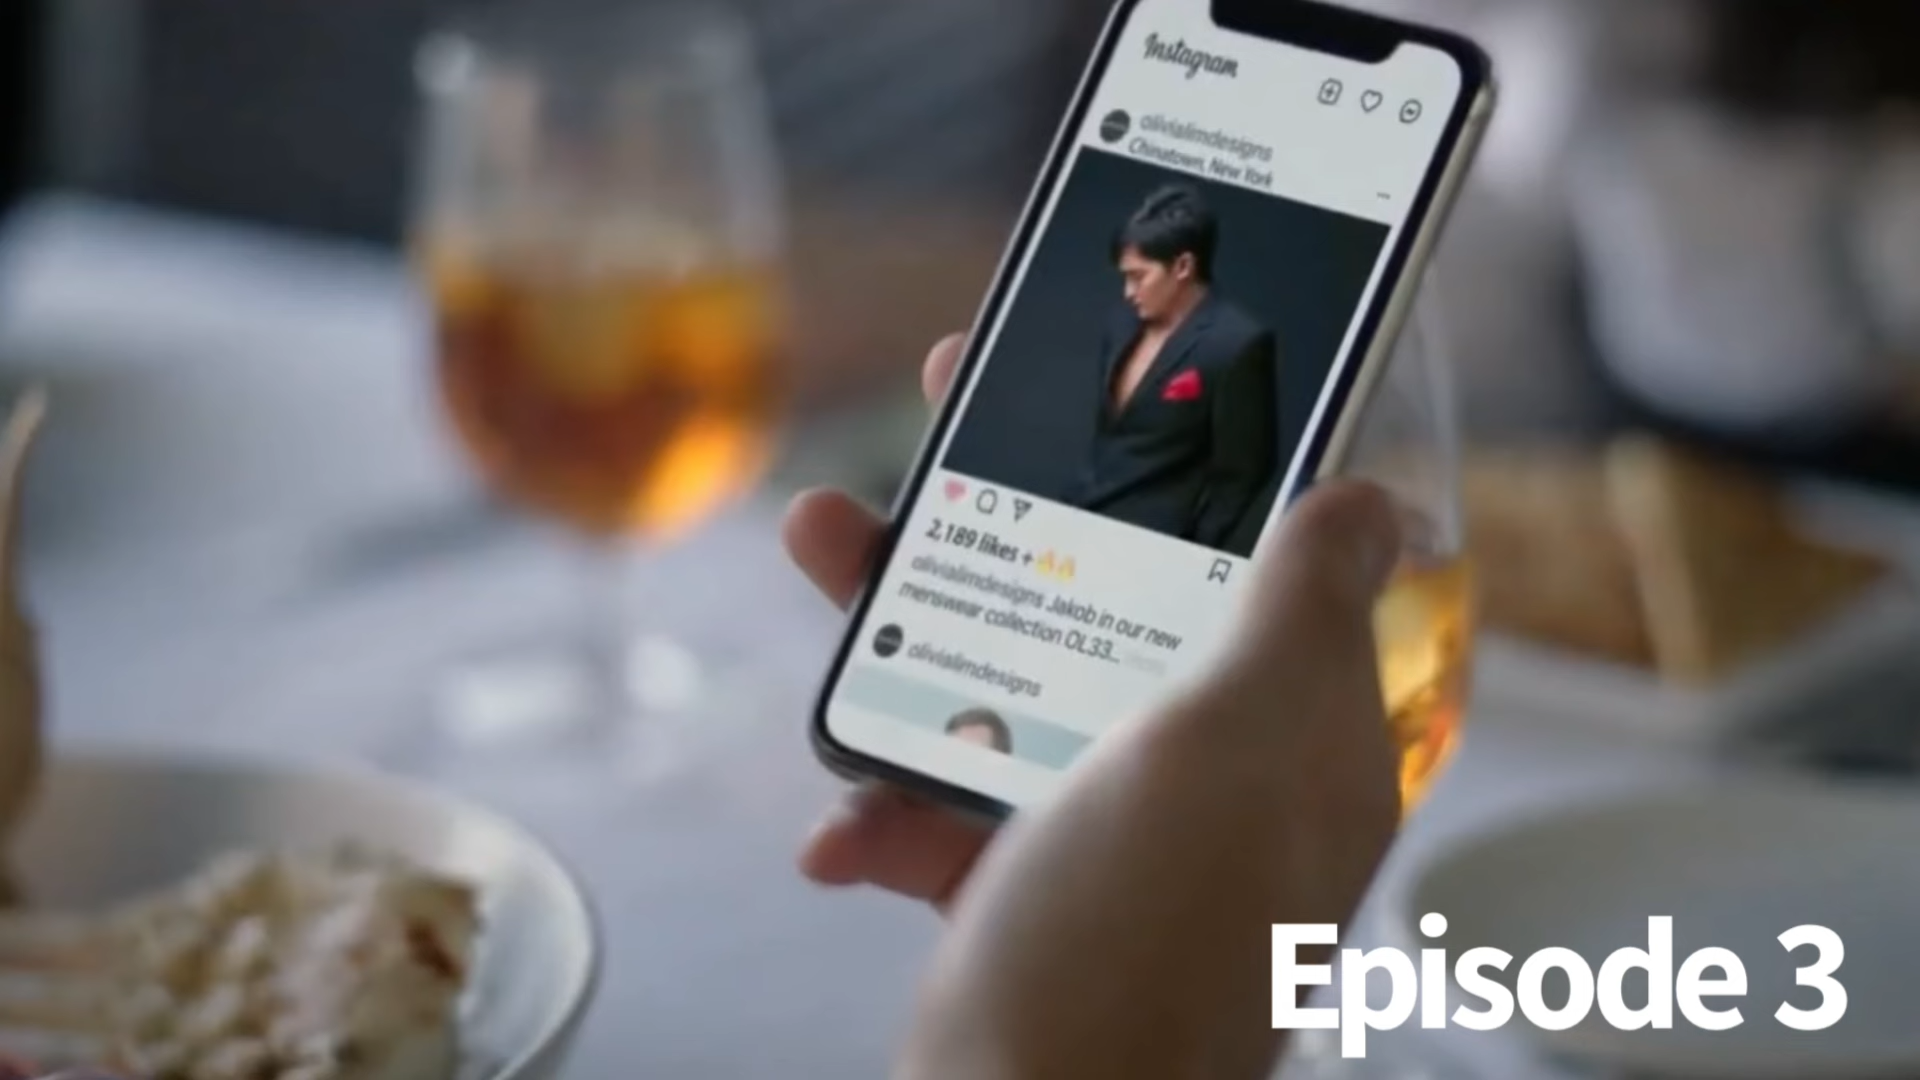 Instagram
olivialimdesigns
Chinatown, New York
2,189 likes + 🔥🔥
olivialimdesigns Jakob in our new
menswear collection OL33...
olivialimdesigns
Episode 3